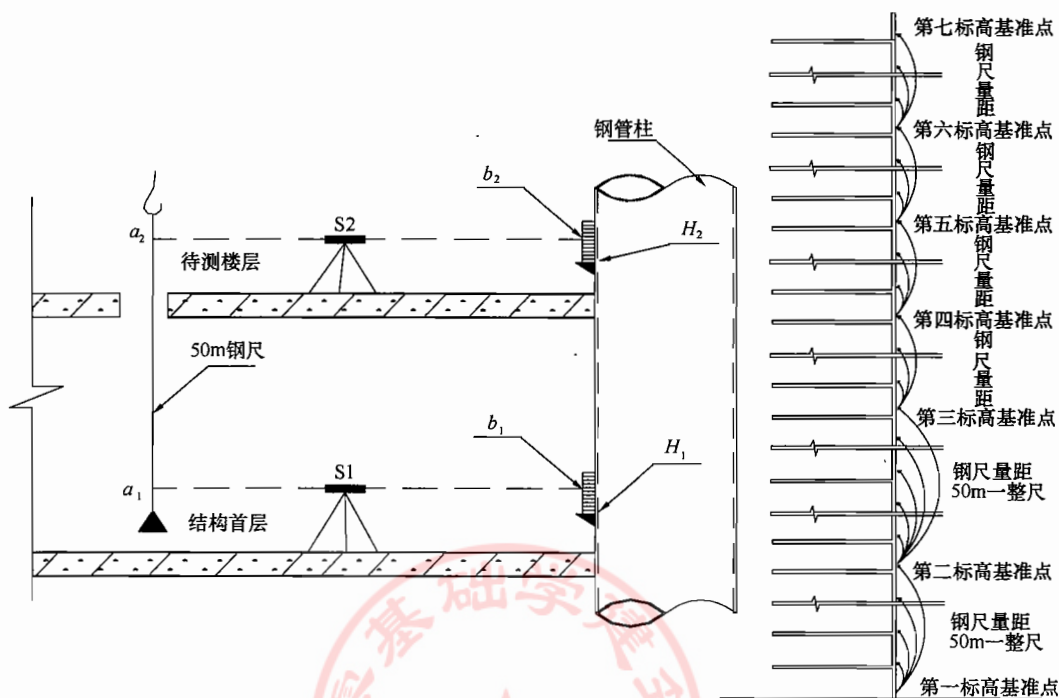 钢管柱
b₂
a₂
S2
H₂
待测楼层
50m钢尺
b₁
H₁
a₁
S1
结构首层
第七标高基准点
钢尺量距
第六标高基准点
钢尺量距
第五标高基准点
钢尺量距
第四标高基准点
钢尺量距
第三标高基准点
钢尺量距
50m一整尺
第二标高基准点
钢尺量距
50m一整尺
第一标高基准点
基础学建